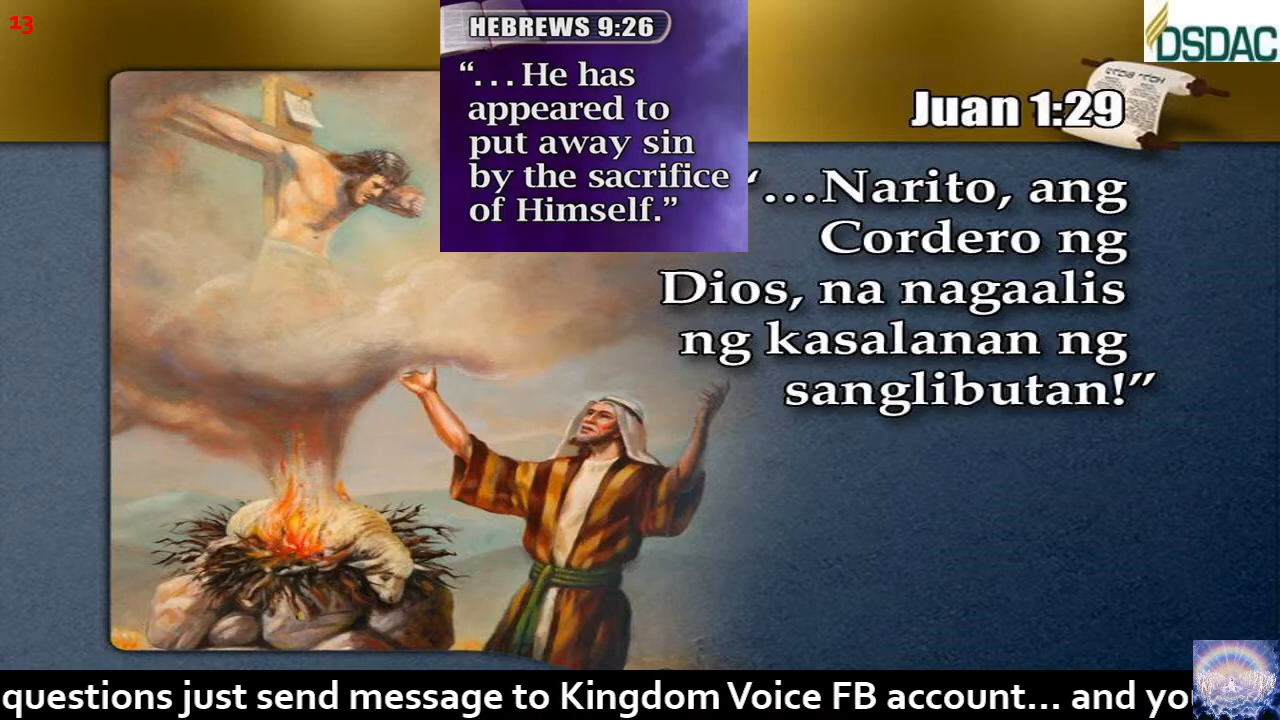 13
HEBREWS 9:26
“...He has
appeared to
put away sin
by the sacrifice
of Himself.”
DSDAC
Juan 1:29
“...Narito, ang
Cordero ng
Dios, na nagaalis
ng kasalanan ng
sanglibutan!”
questions just send message to Kingdom Voice FB account... and yo